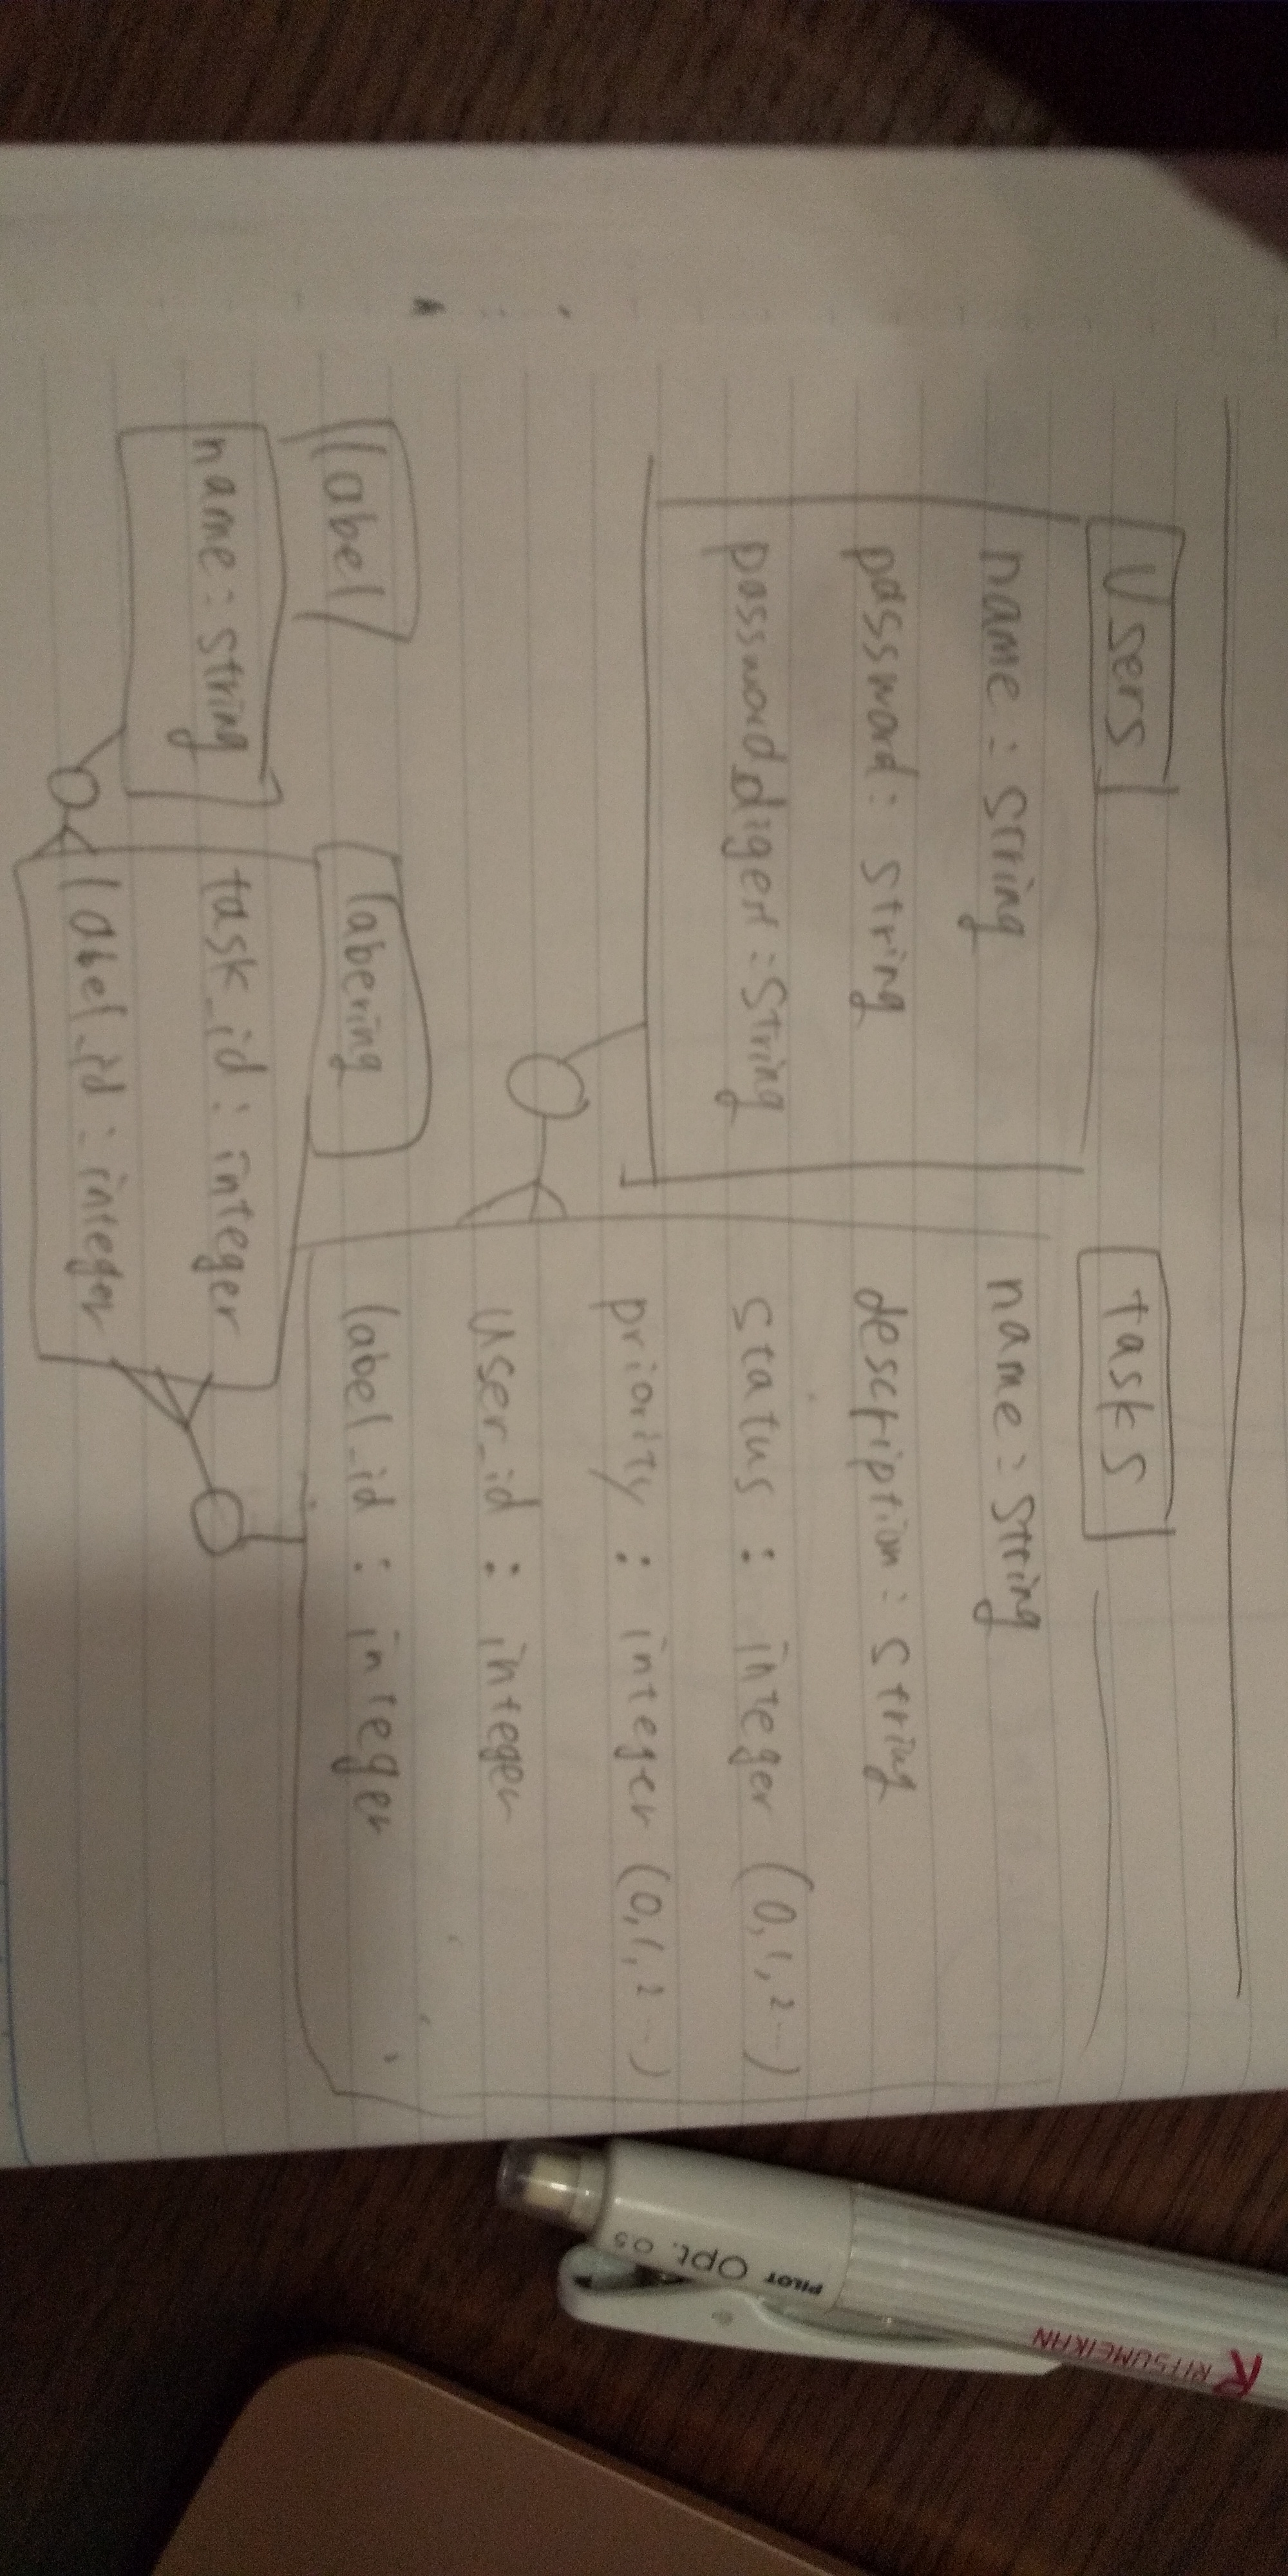 Users
name : string
password : string
password_digest : string
tasks
name : string
description : string
status : integer (0, 1, 2 ...)
priority : integer (0, 1, 2 ...)
user_id : integer
label_id : integer
label
name : string
labering
task_id : integer
label_id : integer
PILOT Opt. 0.5
R RITSUMEIKAN